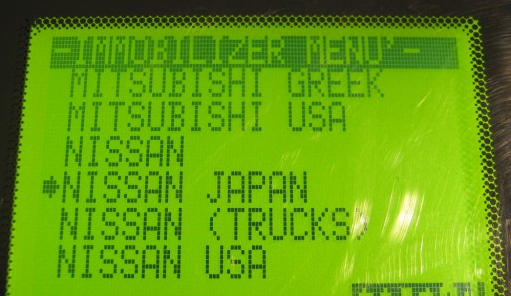 -IMMOBILIZER MENU'-
MITSUBISHI GREEK
MITSUBISHI USA
NISSAN
NISSAN JAPAN
NISSAN (TRUCKS)
NISSAN USA